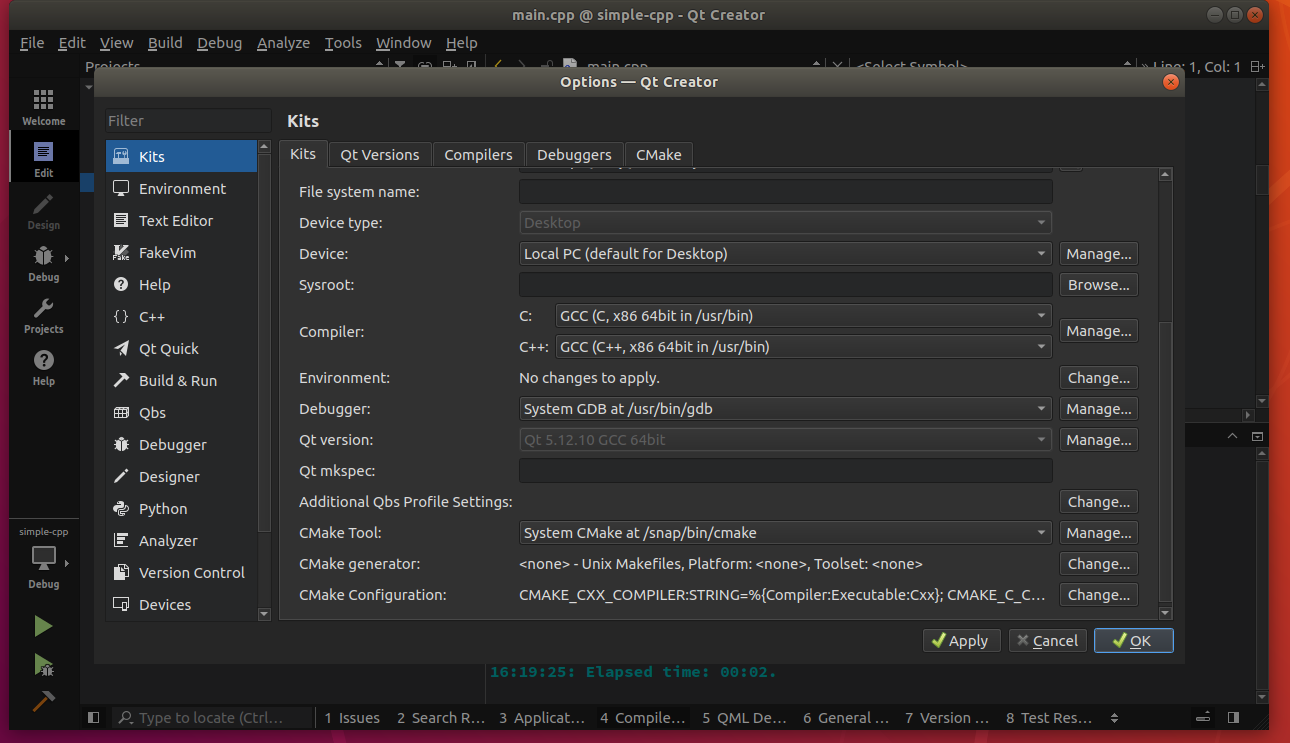 main.cpp @ simple-cpp - Qt Creator
File Edit View Build Debug Analyze Tools Window Help
Projects main.cpp <Select Symbol> Line: 1, Col: 1
Options — Qt Creator
Welcome
Edit
Design
Debug
Projects
Help
simple-cpp
Debug
Filter
Kits
Environment
Text Editor
FakeVim
Help
C++
Qt Quick
Build & Run
Qbs
Debugger
Designer
Python
Analyzer
Version Control
Devices
Kits
Kits Qt Versions Compilers Debuggers CMake
File system name:
Device type: Desktop
Device: Local PC (default for Desktop) Manage...
Sysroot: Browse...
Compiler: C: GCC (C, x86 64bit in /usr/bin)
C++: GCC (C++, x86 64bit in /usr/bin) Manage...
Environment: No changes to apply. Change...
Debugger: System GDB at /usr/bin/gdb Manage...
Qt version: Qt 5.12.10 GCC 64bit Manage...
Qt mkspec:
Additional Qbs Profile Settings: Change...
CMake Tool: System CMake at /snap/bin/cmake Manage...
CMake generator: <none> - Unix Makefiles, Platform: <none>, Toolset: <none> Change...
CMake Configuration: CMAKE_CXX_COMPILER:STRING=%{Compiler:Executable:Cxx}; CMAKE_C_C... Change...
Apply Cancel OK
16:19:25: Elapsed time: 00:02.
Type to locate (Ctrl... 1 Issues 2 Search R... 3 Applicat... 4 Compile... 5 QML De... 6 General ... 7 Version ... 8 Test Res...